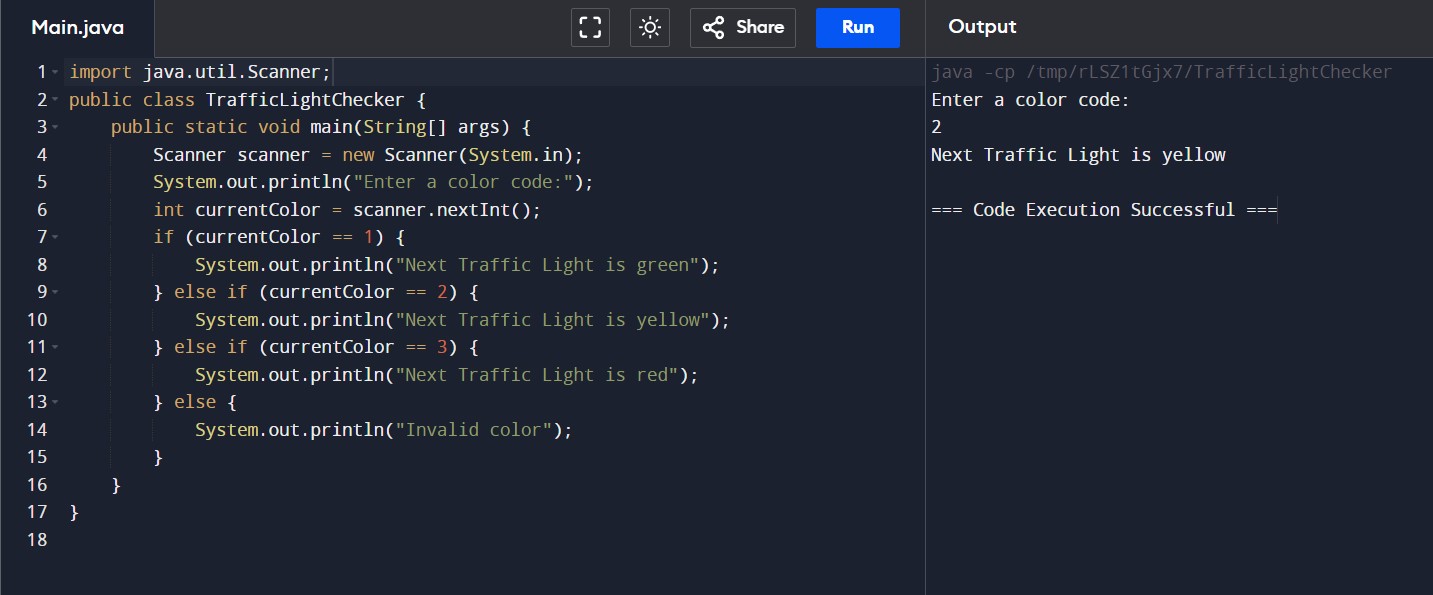 Main.java
Share
Run
Output
1 import java.util.Scanner;
2 public class TrafficLightChecker {
3     public static void main(String[] args) {
4         Scanner scanner = new Scanner(System.in);
5         System.out.println("Enter a color code:");
6         int currentColor = scanner.nextInt();
7         if (currentColor == 1) {
8             System.out.println("Next Traffic Light is green");
9         } else if (currentColor == 2) {
10             System.out.println("Next Traffic Light is yellow");
11         } else if (currentColor == 3) {
12             System.out.println("Next Traffic Light is red");
13         } else {
14             System.out.println("Invalid color");
15         }
16     }
17 }
18
java -cp /tmp/rLSZ1tGjx7/TrafficLightChecker
Enter a color code:
2
Next Traffic Light is yellow
=== Code Execution Successful ===